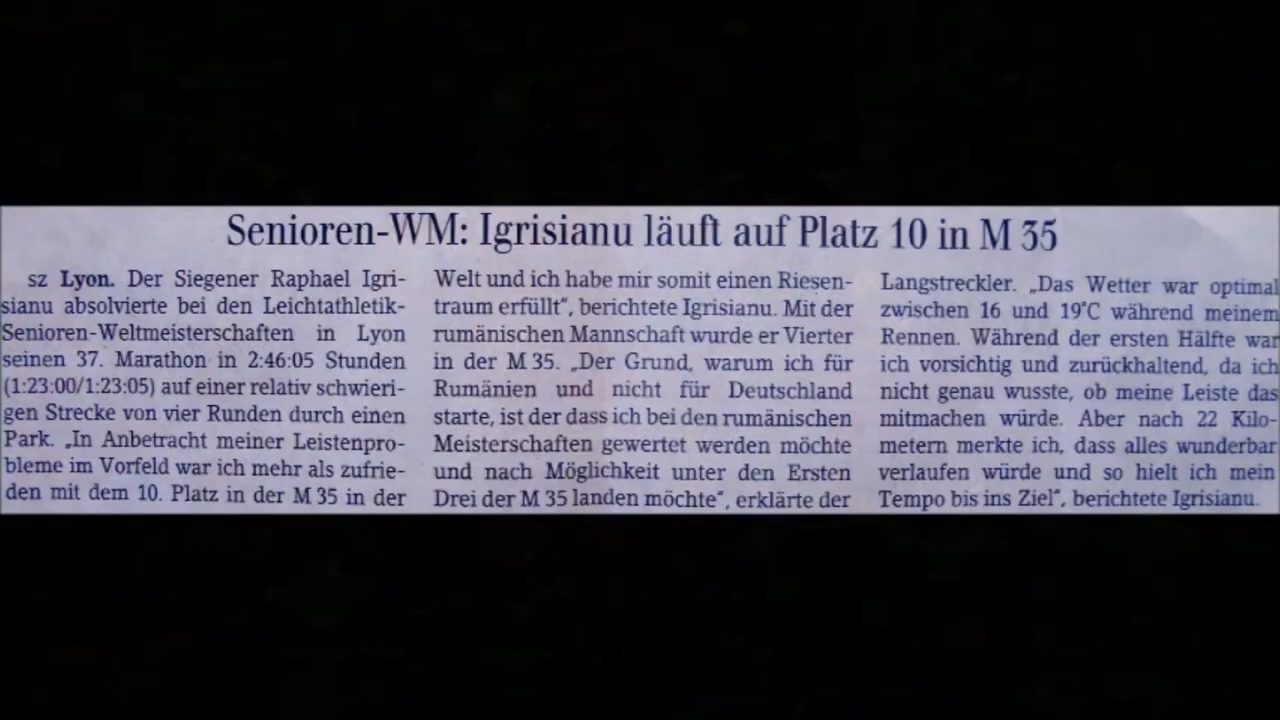 Senioren-WM: Igrisianu läuft auf Platz 10 in M 35
sz Lyon. Der Siegener Raphael Igri-
sianu absolvierte bei den Leichtathletik-
Senioren-Weltmeisterschaften in Lyon
seinen 37. Marathon in 2:46:05 Stunden
(1:23:00/1:23:05) auf einer relativ schwieri-
gen Strecke von vier Runden durch einen
Park. „In Anbetracht meiner Leistenpro-
bleme im Vorfeld war ich mehr als zufrie-
den mit dem 10. Platz in der M 35 in der
Welt und ich habe mir somit einen Riesen-
traum erfüllt“, berichtete Igrisianu. Mit der
rumänischen Mannschaft wurde er Vierter
in der M 35. „Der Grund, warum ich für
Rumänien und nicht für Deutschland
starte, ist der dass ich bei den rumänischen
Meisterschaften gewertet werden möchte
und nach Möglichkeit unter den Ersten
Drei der M 35 landen möchte“, erklärte der
Langstreckler. „Das Wetter war optimal
zwischen 16 und 19°C während meinem
Rennen. Während der ersten Hälfte war
ich vorsichtig und zurückhaltend, da ich
nicht genau wusste, ob meine Leiste das
mitmachen würde. Aber nach 22 Kilo-
metern merkte ich, dass alles wunderbar
verlaufen würde und so hielt ich mein
Tempo bis ins Ziel“, berichtete Igrisianu.